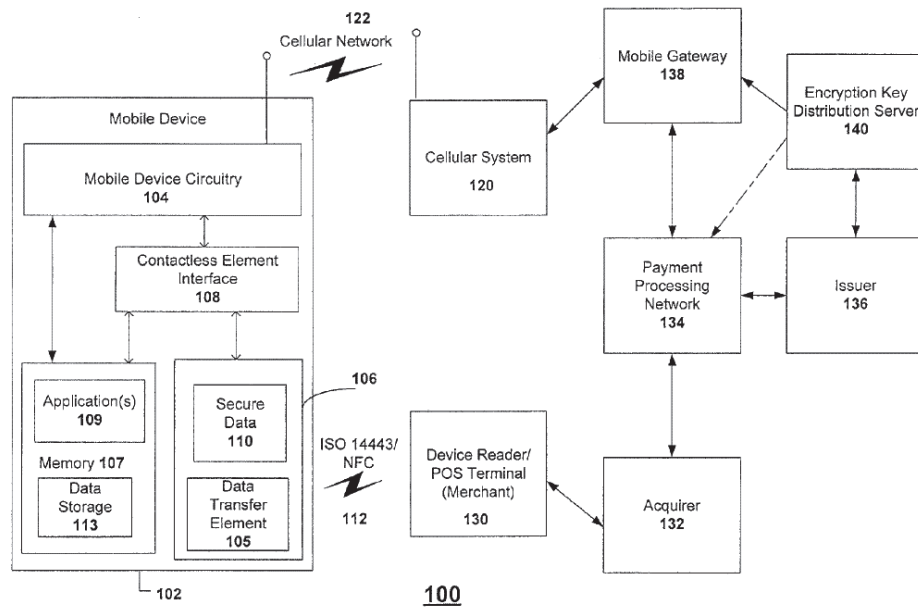 122
Cellular Network
Mobile Device
Mobile Device Circuitry
104
Contactless Element
Interface
108
Application(s)
109
Memory 107
Data
Storage
113
106
Secure
Data
110
Data
Transfer
Element
105
102
ISO 14443/
NFC
112
Cellular System
120
Mobile Gateway
138
Encryption Key
Distribution Server
140
Payment
Processing
Network
134
Issuer
136
Device Reader/
POS Terminal
(Merchant)
130
Acquirer
132
100